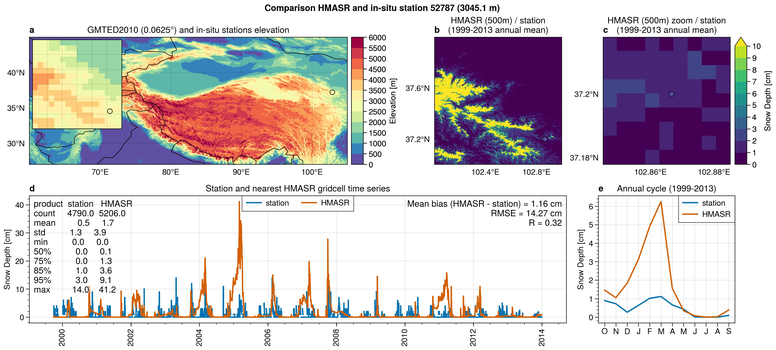 Comparison HMASR and in-situ station 52787 (3045.1 m)
a
GMTED2010 (0.0625°) and in-situ stations elevation
40°N
35°N
30°N
70°E
80°E
90°E
100°E
6000
5500
5000
4500
4000
3500
3000
2500
2000
1500
1000
500
0
Elevation [m]
b
HMASR (500m) / station
(1999-2013 annual mean)
37.6°N
37.2°N
102.4°E
102.8°E
c
HMASR (500m) zoom / station
(1999-2013 annual mean)
37.2°N
37.18°N
102.86°E
102.88°E
10
9
8
7
6
5
4
3
2
1
0
Snow Depth [cm]
d
Station and nearest HMASR gridcell time series
product station HMASR
count 4790.0 5206.0
mean 0.5 1.7
std 1.3 3.9
min 0.0 0.0
50% 0.0 0.1
75% 0.0 1.3
85% 1.0 3.6
95% 3.0 9.1
max 14.0 41.2
station
HMASR
Mean bias (HMASR - station) = 1.16 cm
RMSE = 14.27 cm
R = 0.32
Snow Depth [cm]
40
30
20
10
0
2000
2002
2004
2006
2008
2010
2012
2014
e
Annual cycle (1999-2013)
station
HMASR
Snow Depth [cm]
6
5
4
3
2
1
0
O N D J F M A M J J A S